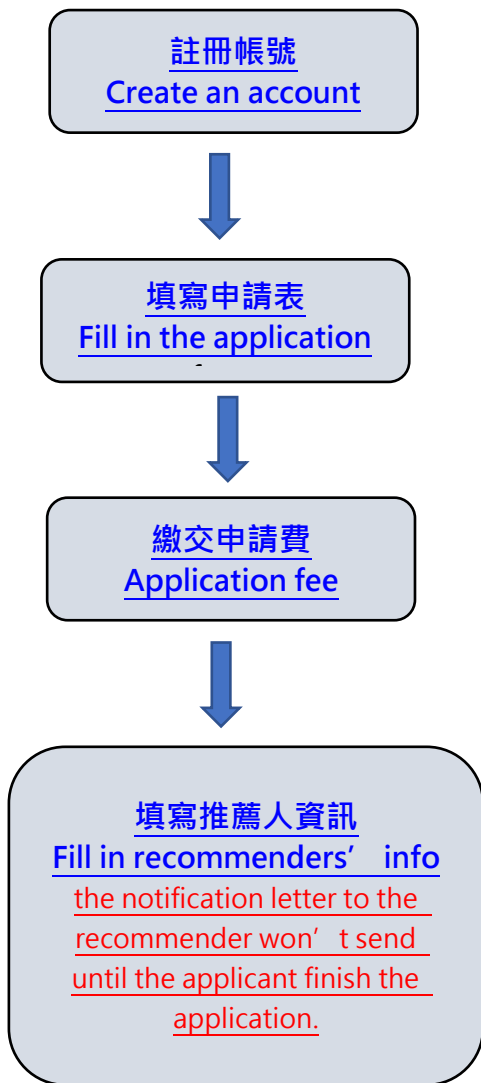 註冊帳號
Create an account
填寫申請表
Fill in the application
繳交申請費
Application fee
填寫推薦人資訊
Fill in recommenders’ info
the notification letter to the
recommender won’t send
until the applicant finish the
application.